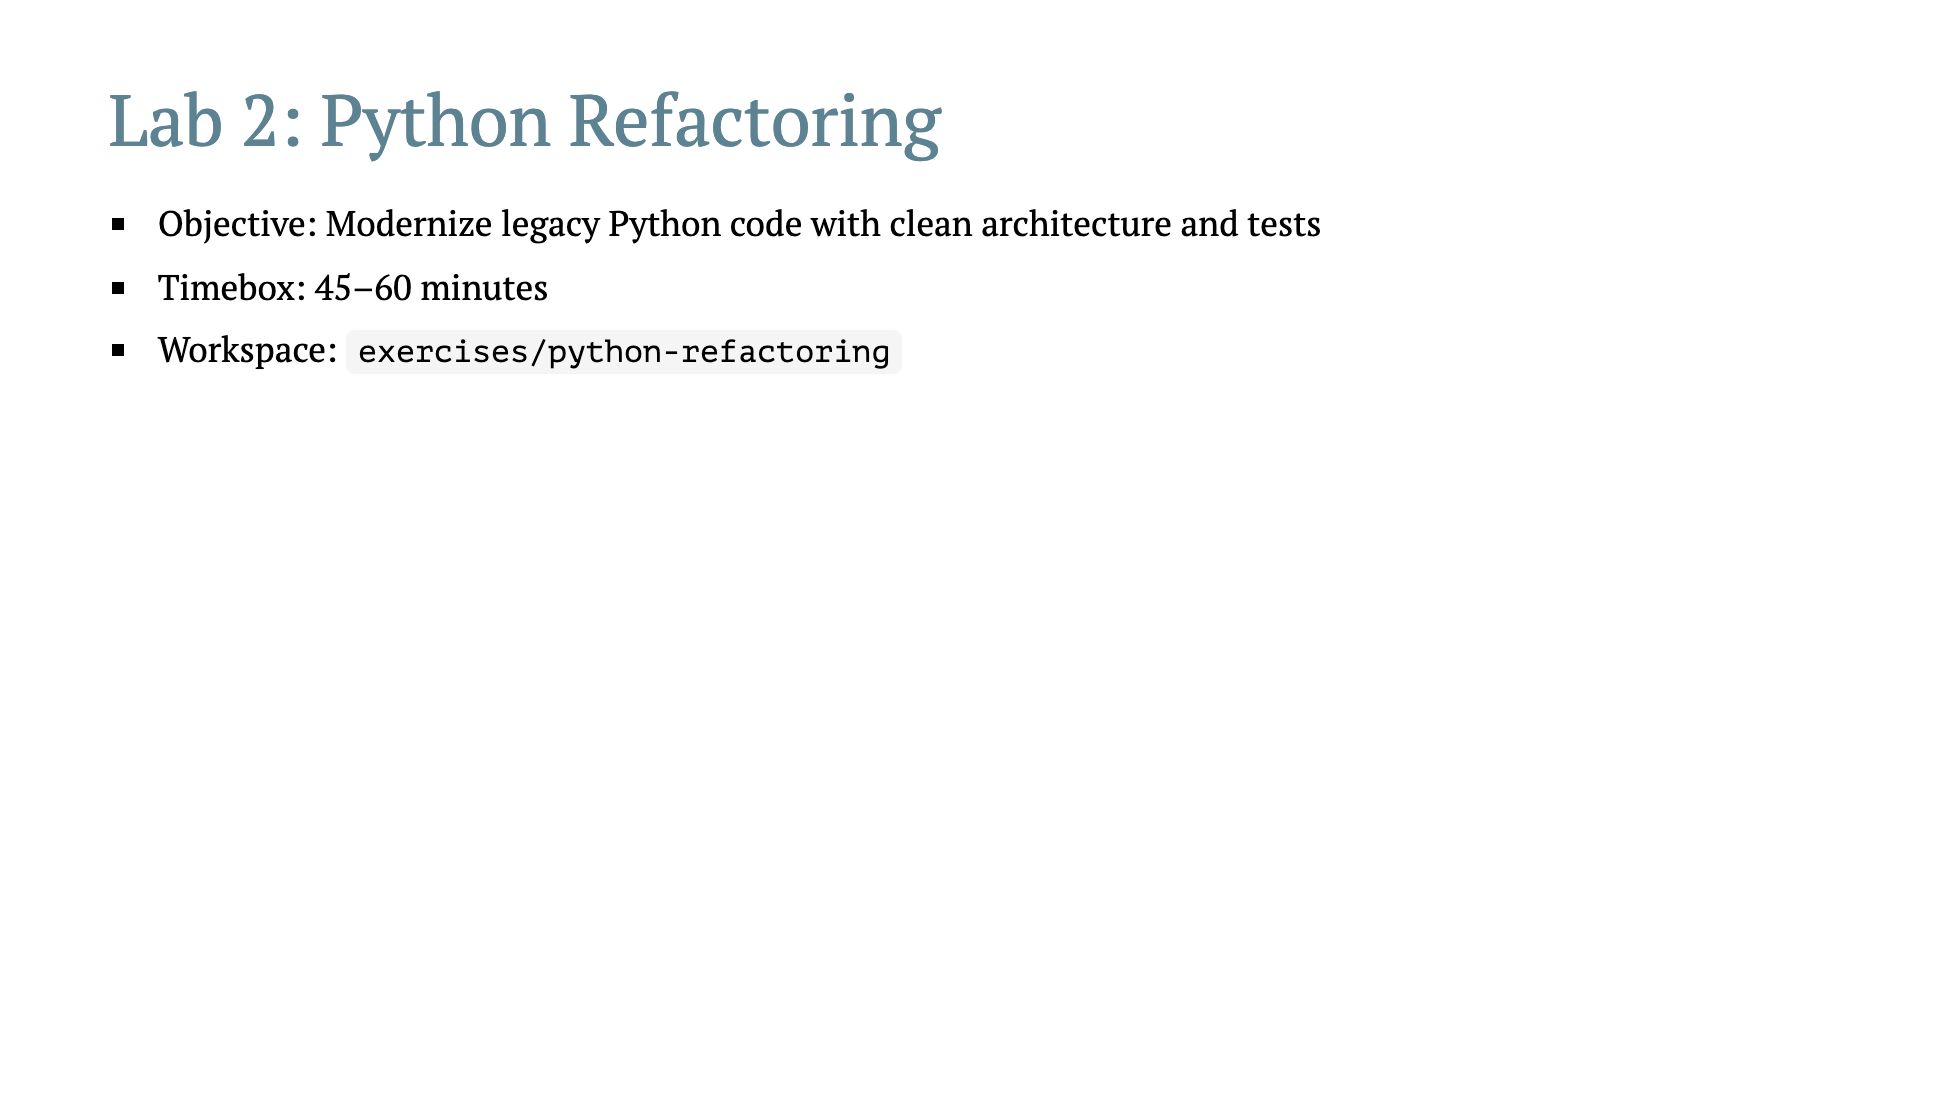 Lab 2: Python Refactoring
▪ Objective: Modernize legacy Python code with clean architecture and tests
▪ Timebox: 45–60 minutes
▪ Workspace: exercises/python-refactoring